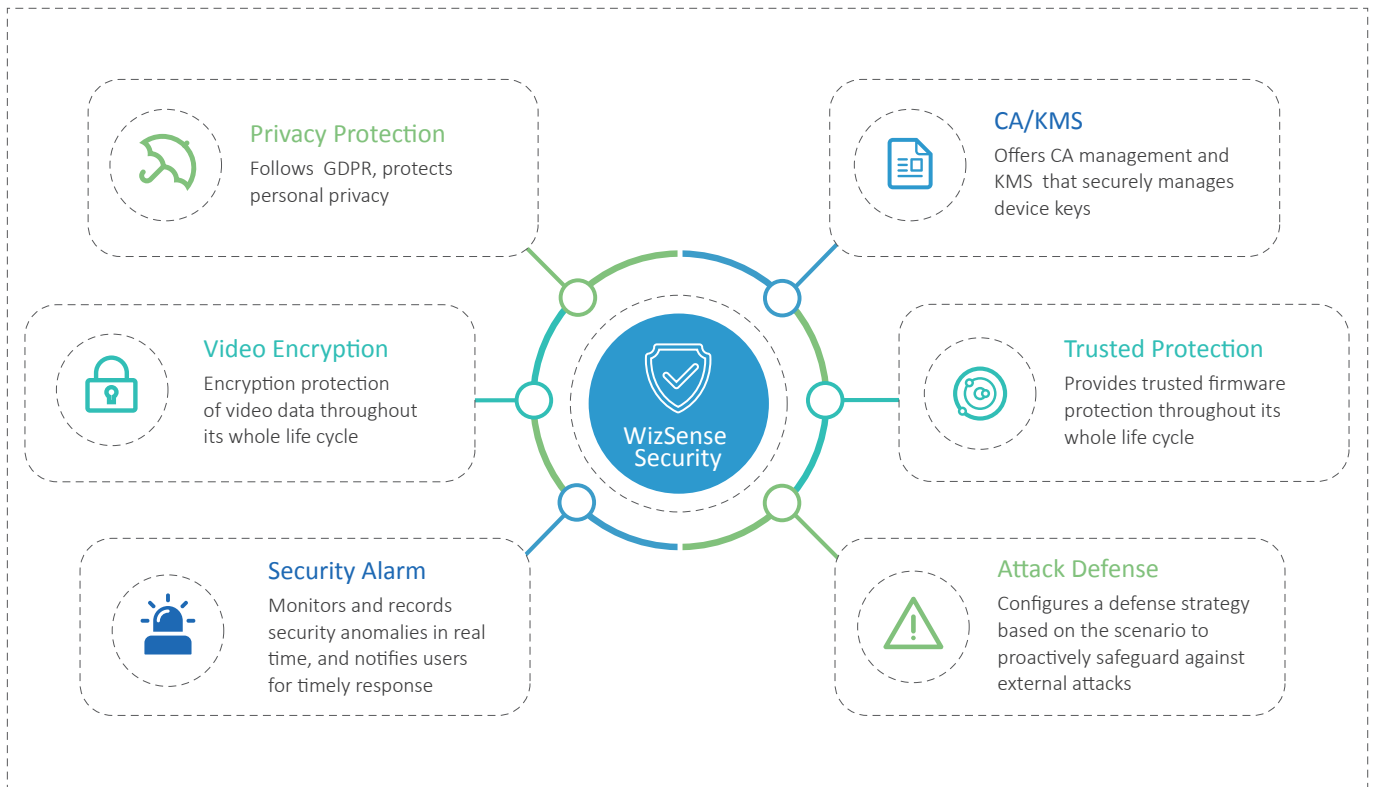 Privacy Protection
Follows GDPR, protects
personal privacy
CA/KMS
Offers CA management and
KMS that securely manages
device keys
Video Encryption
Encryption protection
of video data throughout
its whole life cycle
WizSense
Security
Trusted Protection
Provides trusted firmware
protection throughout its
whole life cycle
Security Alarm
Monitors and records
security anomalies in real
time, and notifies users
for timely response
Attack Defense
Configures a defense strategy
based on the scenario to
proactively safeguard against
external attacks